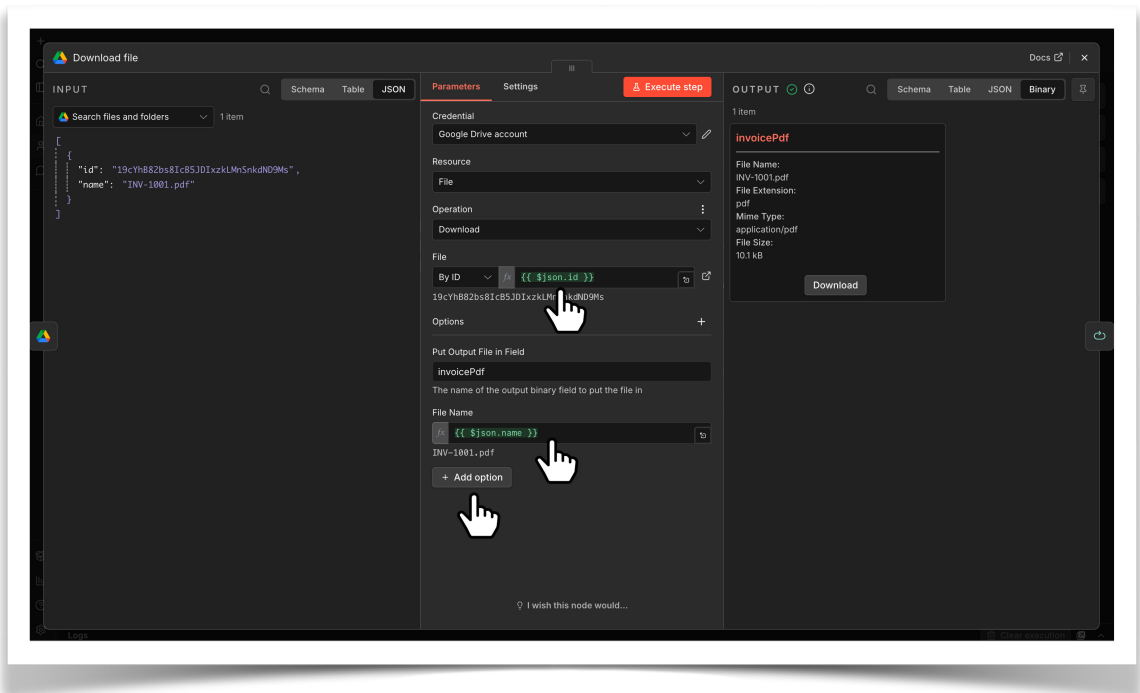 Download file
Docs
INPUT
Schema
Table
JSON
Search files and folders
1 item
[
{
"id": "19cYhB82bs8IcB5JDIxzkLMnSnkdND9Ms",
"name": "INV-1001.pdf"
}
]
Parameters
Settings
Execute step
Credential
Google Drive account
Resource
File
Operation
Download
File
By ID
fx
{{ $json.id }}
Options
Put Output File in Field
invoicePdf
The name of the output binary field to put the file in
File Name
fx
{{ $json.name }}
INV-1001.pdf
+ Add option
I wish this node would...
OUTPUT
Schema
Table
JSON
Binary
1 item
invoicePdf
File Name:
INV-1001.pdf
File Extension:
pdf
Mime Type:
application/pdf
File Size:
10.1 kB
Download
Logs
Clear execution